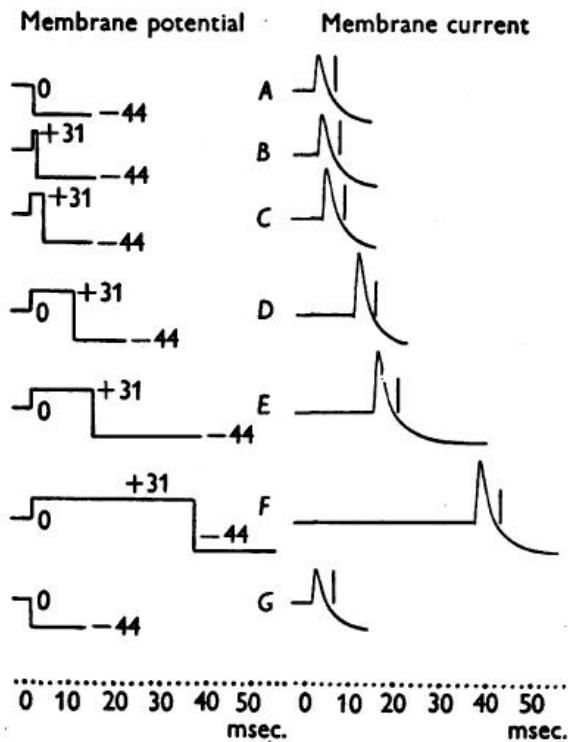 Membrane potential Membrane current
0 A
−44
+31 B
−44
+31 C
−44
+31 D
0
−44
+31 E
0
−44
+31 F
0 −44
0 G
−44
0 10 20 30 40 50 0 10 20 30 40 50
msec. msec.